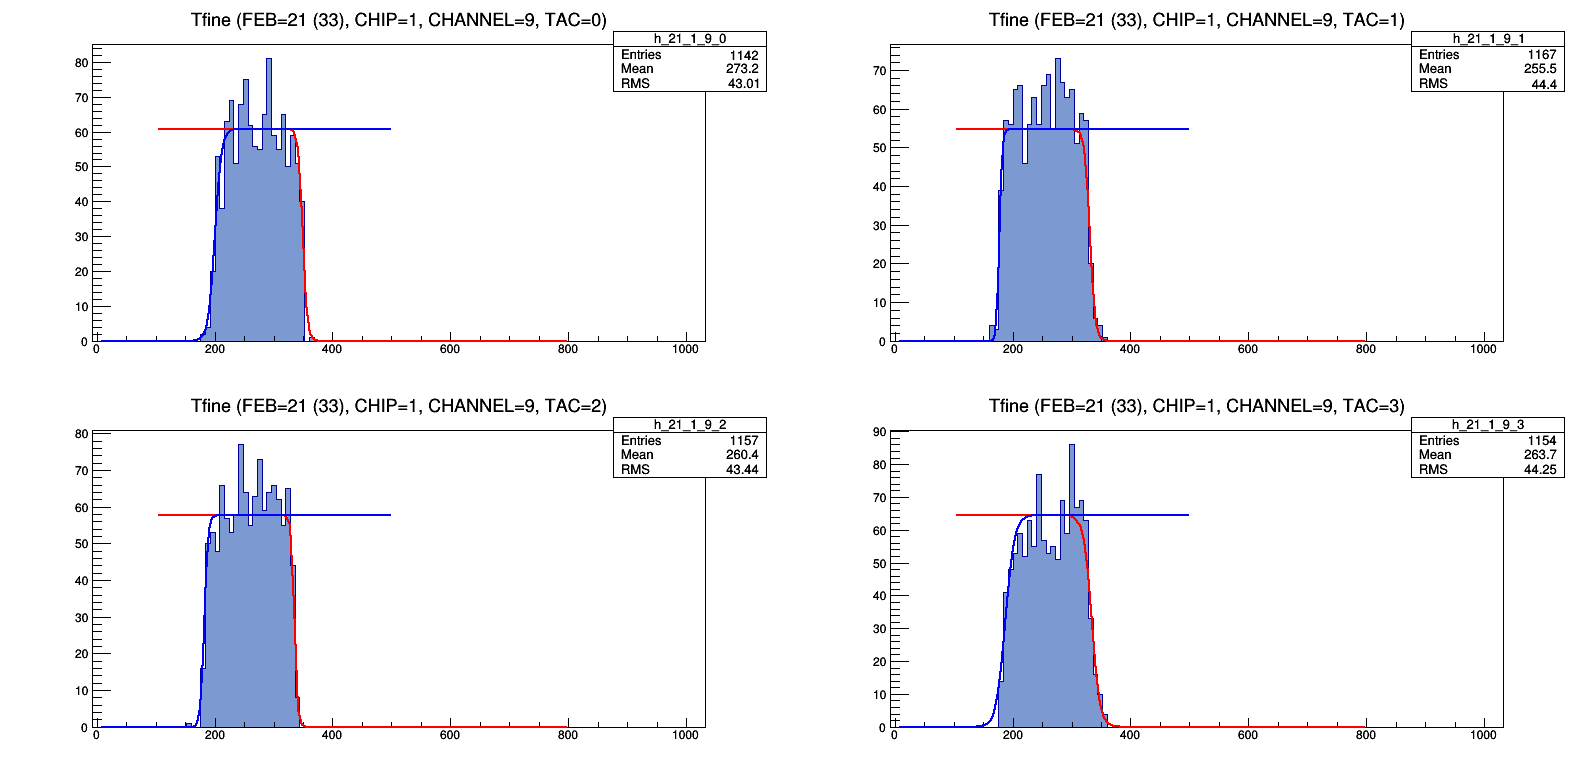 Tfine (FEB=21 (33), CHIP=1, CHANNEL=9, TAC=0)
h_21_1_9_0
Entries 1142
Mean 273.2
RMS 43.01
80
70
60
50
40
30
20
10
0
0 200 400 600 800 1000
Tfine (FEB=21 (33), CHIP=1, CHANNEL=9, TAC=1)
h_21_1_9_1
Entries 1167
Mean 255.5
RMS 44.4
70
60
50
40
30
20
10
0
0 200 400 600 800 1000
Tfine (FEB=21 (33), CHIP=1, CHANNEL=9, TAC=2)
h_21_1_9_2
Entries 1157
Mean 260.4
RMS 43.44
80
70
60
50
40
30
20
10
0
0 200 400 600 800 1000
Tfine (FEB=21 (33), CHIP=1, CHANNEL=9, TAC=3)
h_21_1_9_3
Entries 1154
Mean 263.7
RMS 44.25
90
80
70
60
50
40
30
20
10
0
0 200 400 600 800 1000